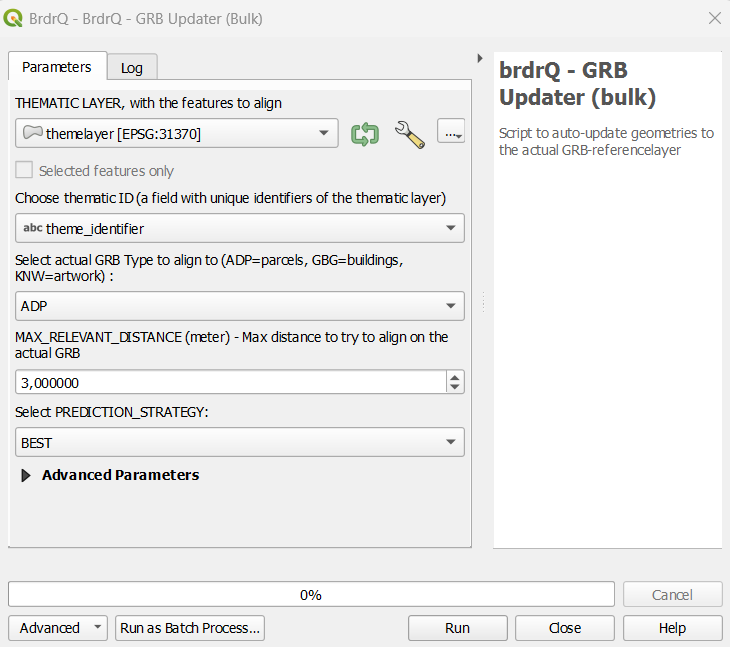 BrdrQ - BrdrQ - GRB Updater (Bulk)
Parameters
Log
THEMATIC LAYER, with the features to align
themelayer [EPSG:31370]
...
Selected features only
Choose thematic ID (a field with unique identifiers of the thematic layer)
abc theme_identifier
Select actual GRB Type to align to (ADP=parcels, GBG=buildings,
KNW=artwork) :
ADP
MAX_RELEVANT_DISTANCE (meter) - Max distance to try to align on the
actual GRB
3,000000
Select PREDICTION_STRATEGY:
BEST
Advanced Parameters
brdrQ - GRB
Updater (bulk)
Script to auto-update geometries to
the actual GRB-referencelayer
0%
Cancel
Advanced
Run as Batch Process...
Run
Close
Help